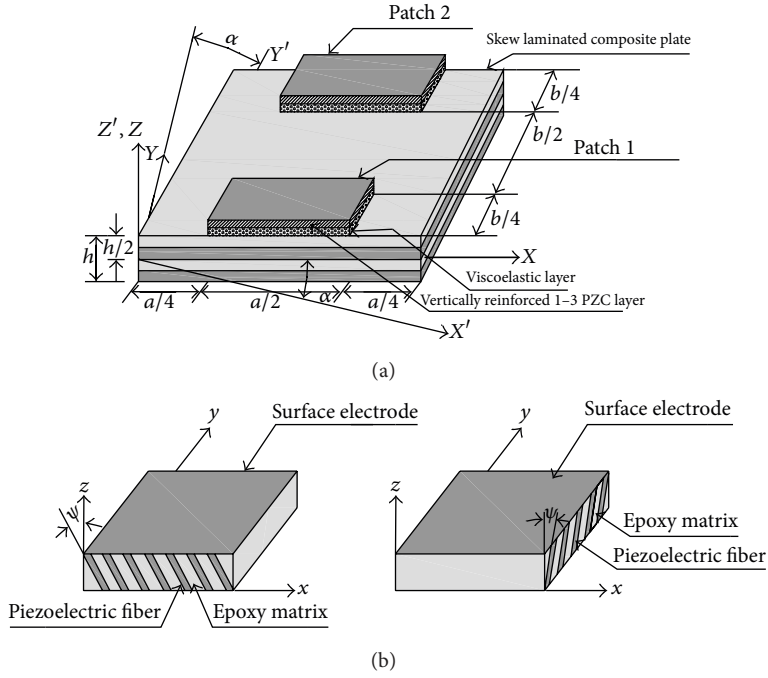 Patch 2
α
Y′
Skew laminated composite plate
b/4
Z′, Z
Y
b/2
Patch 1
b/4
h
h/2
X
Viscoelastic layer
a/4
a/2
α
a/4
Vertically reinforced 1–3 PZC layer
X′
(a)
y
Surface electrode
z
ψ
x
Piezoelectric fiber
Epoxy matrix
y
Surface electrode
z
ψ
Epoxy matrix
Piezoelectric fiber
x
(b)